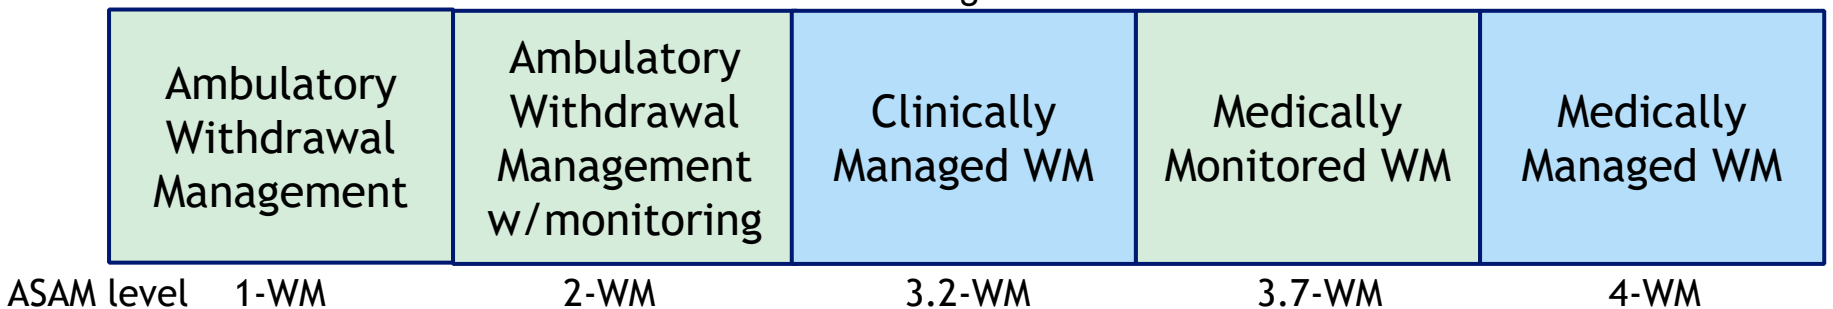 Ambulatory
Withdrawal
Management
Ambulatory
Withdrawal
Management
w/monitoring
Clinically
Managed WM
Medically
Monitored WM
Medically
Managed WM
ASAM level 1-WM 2-WM 3.2-WM 3.7-WM 4-WM